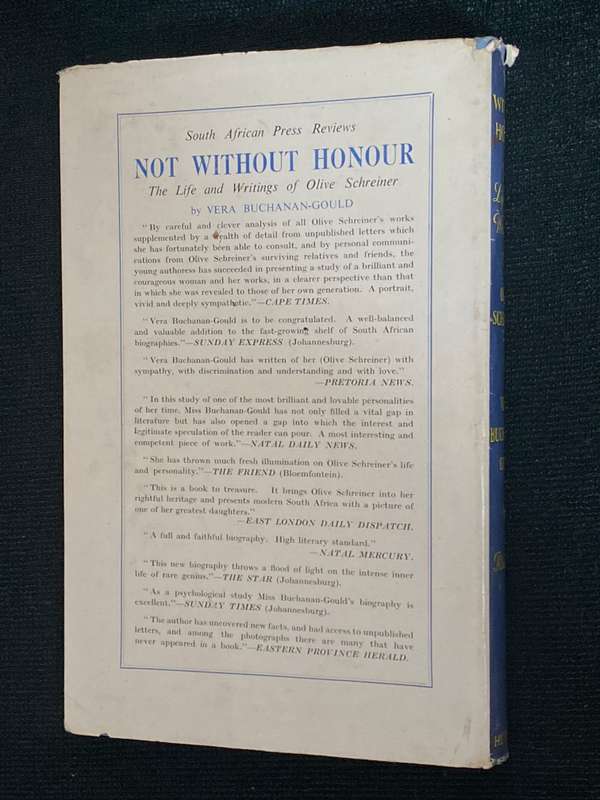 South African Press Reviews
NOT WITHOUT HONOUR
The Life and Writings of Olive Schreiner
by VERA BUCHANAN-GOULD
"By careful and clever analysis of all Olive Schreiner's works
supplemented by a wealth of detail from unpublished letters which
she has fortunately been able to consult, and by personal communi-
cations from Olive Schreiner's surviving relatives and friends, the
young authoress has succeeded in presenting a study of a brilliant and
courageous woman and her works, in a clearer perspective than that
in which she was revealed to those of her own generation. A portrait,
vivid and deeply sympathetic."—CAPE TIMES.
"Vera Buchanan-Gould is to be congratulated. A well-balanced
and valuable addition to the fast-growing shelf of South African
biographies."—SUNDAY EXPRESS (Johannesburg).
"Vera Buchanan-Gould has written of her (Olive Schreiner) with
sympathy, with discrimination and understanding and with love."
—PRETORIA NEWS.
"In this study of one of the most brilliant and lovable personalities
of her time, Miss Buchanan-Gould has not only filled a vital gap in
literature but has also opened a gap into which the interest and
legitimate speculation of the reader can pour. A most interesting and
competent piece of work."—NATAL DAILY NEWS.
"She has thrown much fresh illumination on Olive Schreiner's life
and personality."—THE FRIEND (Bloemfontein).
"This is a book to treasure. It brings Olive Schreiner into her
rightful heritage and presents modern South Africa with a picture of
one of her greatest daughters."
—EAST LONDON DAILY DISPATCH.
"A full and faithful biography. High literary standard."
—NATAL MERCURY.
"This new biography throws a flood of light on the intense inner
life of rare genius."—THE STAR (Johannesburg).
"As a psychological study Miss Buchanan-Gould's biography is
excellent."—SUNDAY TIMES (Johannesburg).
"The author has uncovered new facts, and had access to unpublished
letters, and among the photographs there are many that have
never appeared in a book."—EASTERN PROVINCE HERALD.